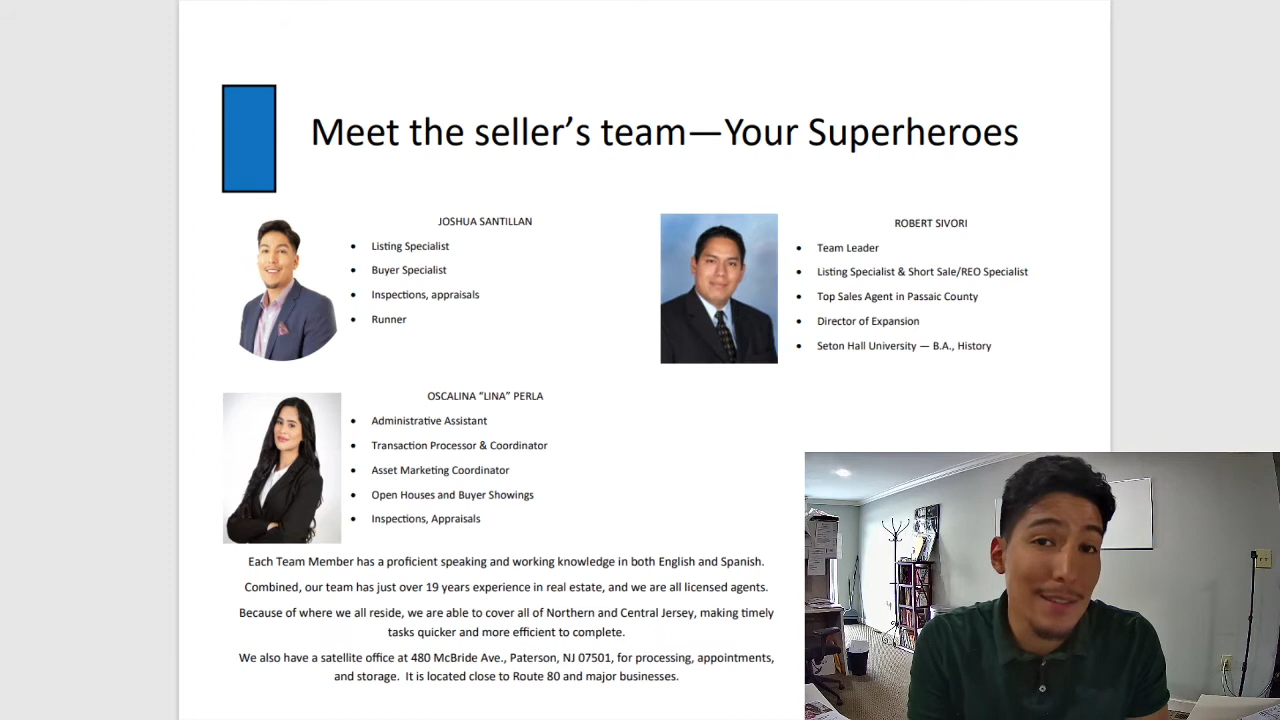 Meet the seller’s team—Your Superheroes
JOSHUA SANTILLAN
• Listing Specialist
• Buyer Specialist
• Inspections, appraisals
• Runner
ROBERT SIVORI
• Team Leader
• Listing Specialist & Short Sale/REO Specialist
• Top Sales Agent in Passaic County
• Director of Expansion
• Seton Hall University — B.A., History
OSCALINA “LINA” PERLA
• Administrative Assistant
• Transaction Processor & Coordinator
• Asset Marketing Coordinator
• Open Houses and Buyer Showings
• Inspections, Appraisals
Each Team Member has a proficient speaking and working knowledge in both English and Spanish.
Combined, our team has just over 19 years experience in real estate, and we are all licensed agents.
Because of where we all reside, we are able to cover all of Northern and Central Jersey, making timely
tasks quicker and more efficient to complete.
We also have a satellite office at 480 McBride Ave., Paterson, NJ 07501, for processing, appointments,
and storage.  It is located close to Route 80 and major businesses.